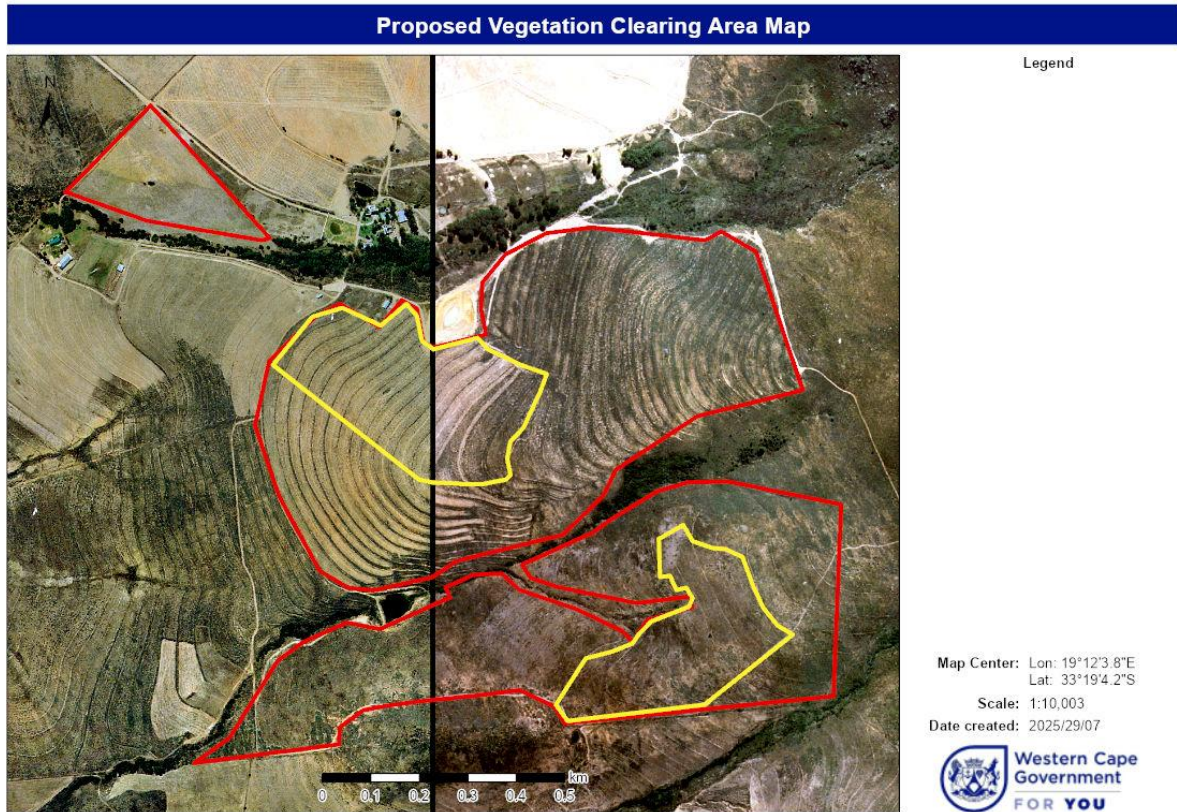 Proposed Vegetation Clearing Area Map
Legend
N
Map Center: Lon: 19°12'3.8"E
Lat: 33°19'4.2"S
Scale: 1:10,003
Date created: 2025/29/07
km
0 0.1 0.2 0.3 0.4 0.5
Western Cape
Government
FOR YOU